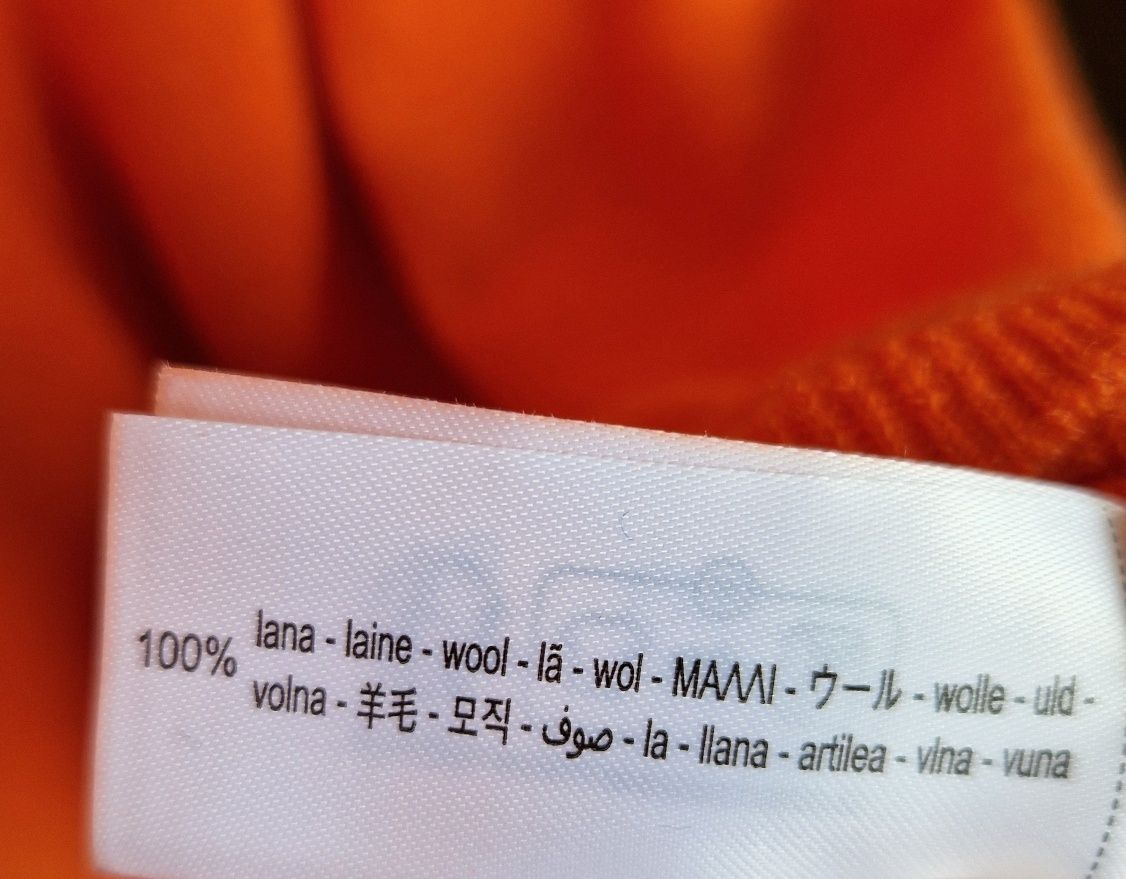 100% lana - laine - wool - lã - wol - ΜΑΛΛΙ - ウール - wolle - uld -
volna - 羊毛 - 모직 - صوف - la - llana - artilea - vlna - vuna